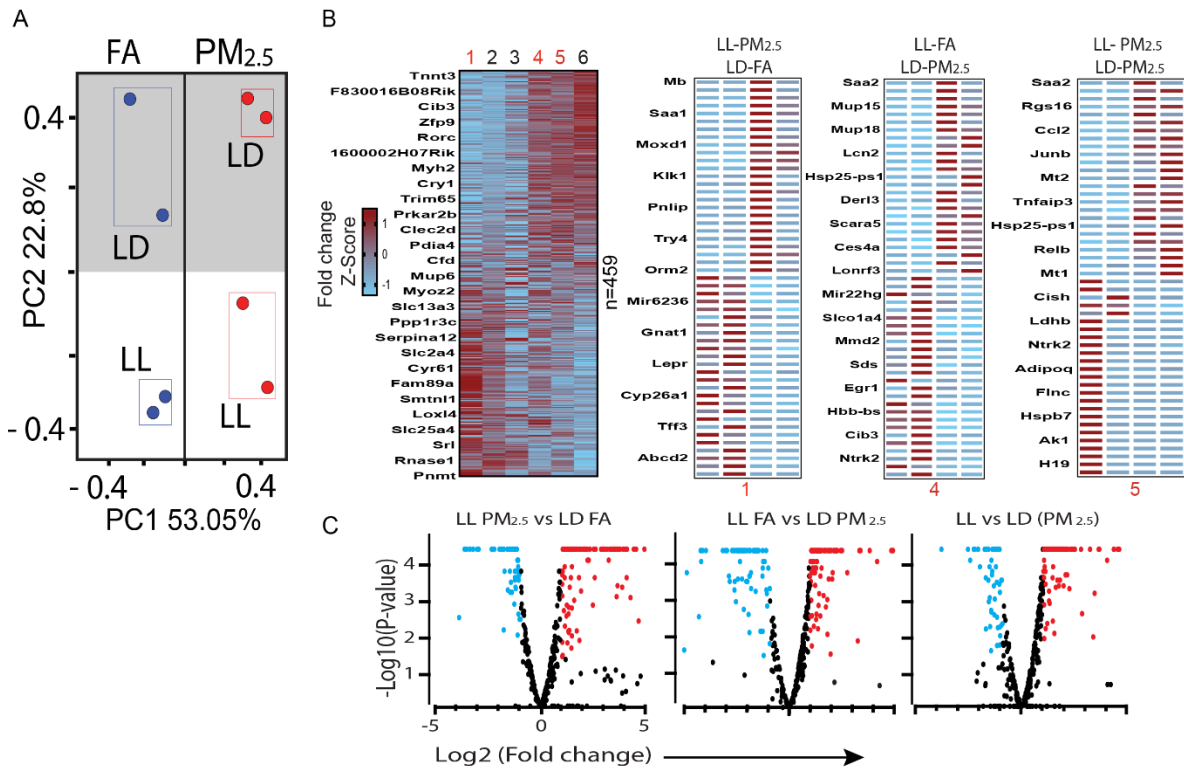 A
FA PM2.5
0.4
LD
LD
LL
LL
- 0.4
- 0.4 0.4
PC2 22.8%
PC1 53.05%
B
1 2 3 4 5 6
Tnnt3
F830016B08Rik
Cib3
Zfp9
Rorc
1600002H07Rik
Myh2
Cry1
Trim65
Prkar2b
Clec2d
Pdia4
Cfd
Mup6
Myoz2
Slc13a3
Ppp1r3c
Serpina12
Slc2a4
Cyr61
Fam89a
Smtnl1
Loxl4
Slc25a4
Srl
Rnase1
Pnmt
Fold change
Z-Score
1
0
-1
n=459
LL-PM2.5
LD-FA
Mb
Saa1
Moxd1
Klk1
Pnlip
Try4
Orm2
Mir6236
Gnat1
Lepr
Cyp26a1
Tff3
Abcd2
1
LL-FA
LD-PM2.5
Saa2
Mup15
Mup18
Lcn2
Hsp25-ps1
Derl3
Scara5
Ces4a
Lonrf3
Mir22hg
Slco1a4
Mmd2
Sds
Egr1
Hbb-bs
Cib3
Ntrk2
4
LL- PM2.5
LD-PM2.5
Saa2
Rgs16
Ccl2
Junb
Mt2
Tnfaip3
Hsp25-ps1
Relb
Mt1
Cish
Ldhb
Ntrk2
Adipoq
Flnc
Hspb7
Ak1
H19
5
C
LL PM2.5 vs LD FA
LL FA vs LD PM2.5
LL vs LD (PM2.5)
-Log10(P-value)
4
3
2
1
-5 0 5
Log2 (Fold change)